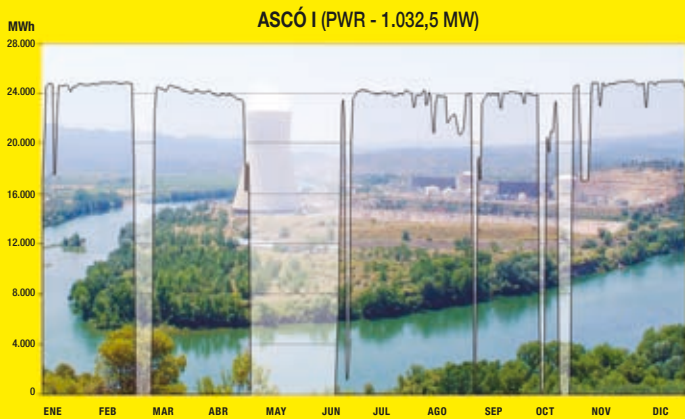 ASCÓ I (PWR - 1.032,5 MW)
MWh
28.000
24.000
20.000
16.000
12.000
8.000
4.000
0
ENE FEB MAR ABR MAY JUN JUL AGO SEP OCT NOV DIC